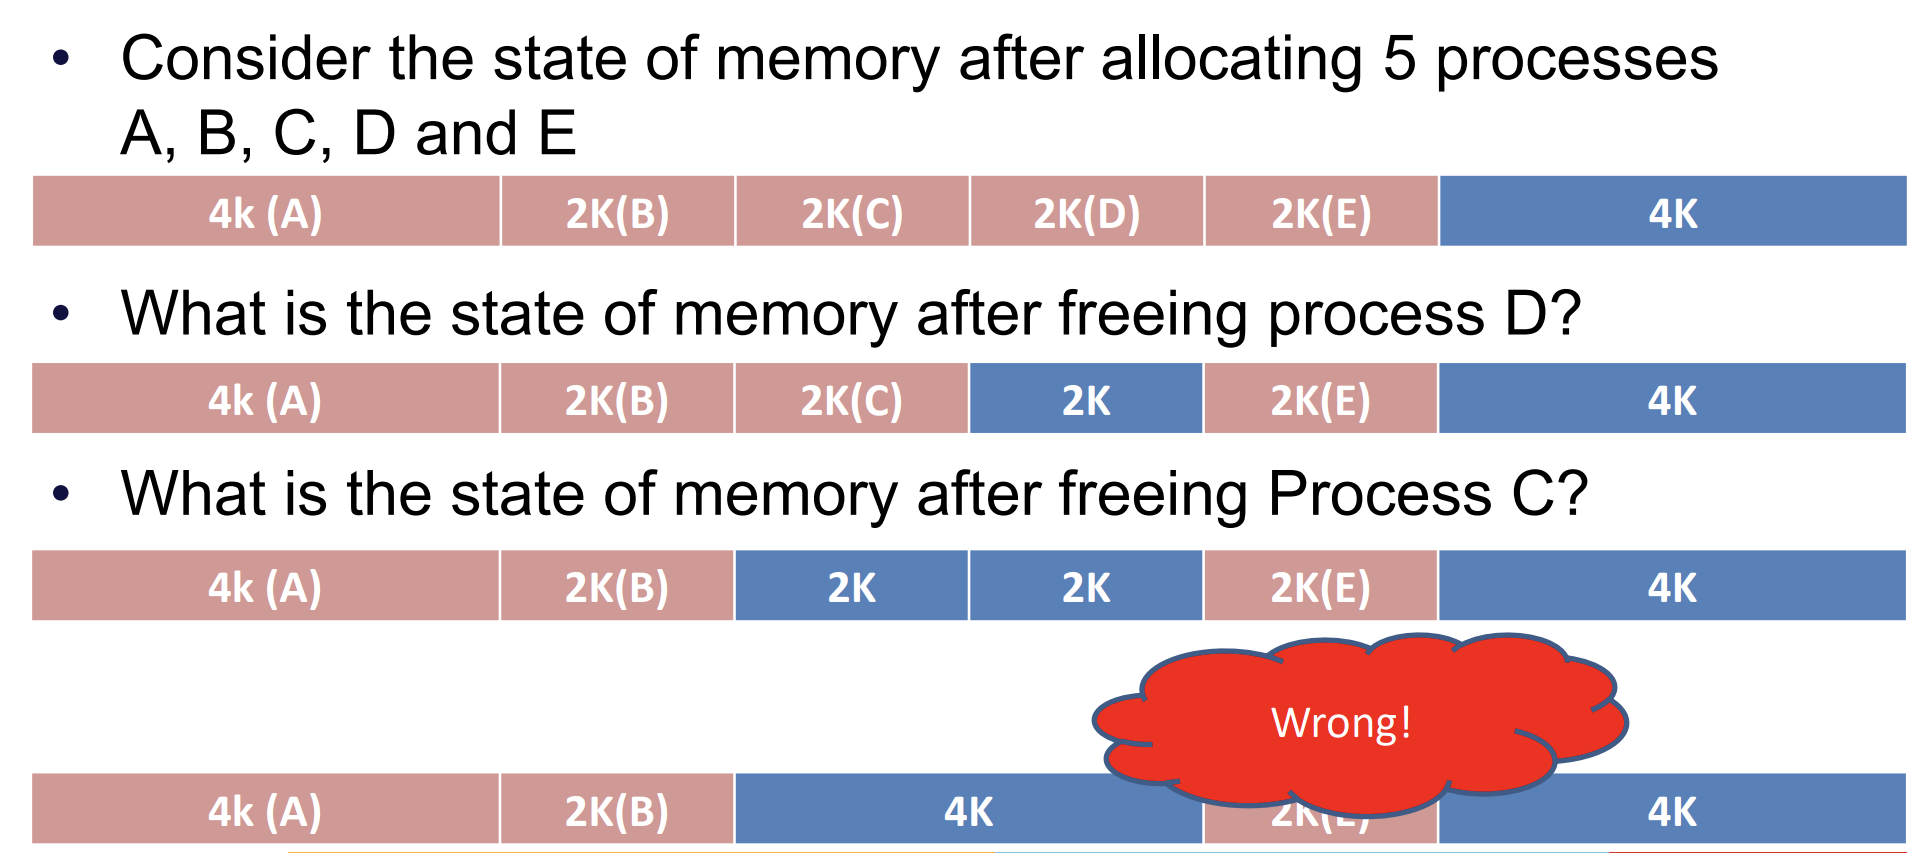 • Consider the state of memory after allocating 5 processes
A, B, C, D and E
4k (A) 2K(B) 2K(C) 2K(D) 2K(E) 4K
• What is the state of memory after freeing process D?
4k (A) 2K(B) 2K(C) 2K 2K(E) 4K
• What is the state of memory after freeing Process C?
4k (A) 2K(B) 2K 2K 2K(E) 4K
Wrong!
4k (A) 2K(B) 4K 2K(E) 4K